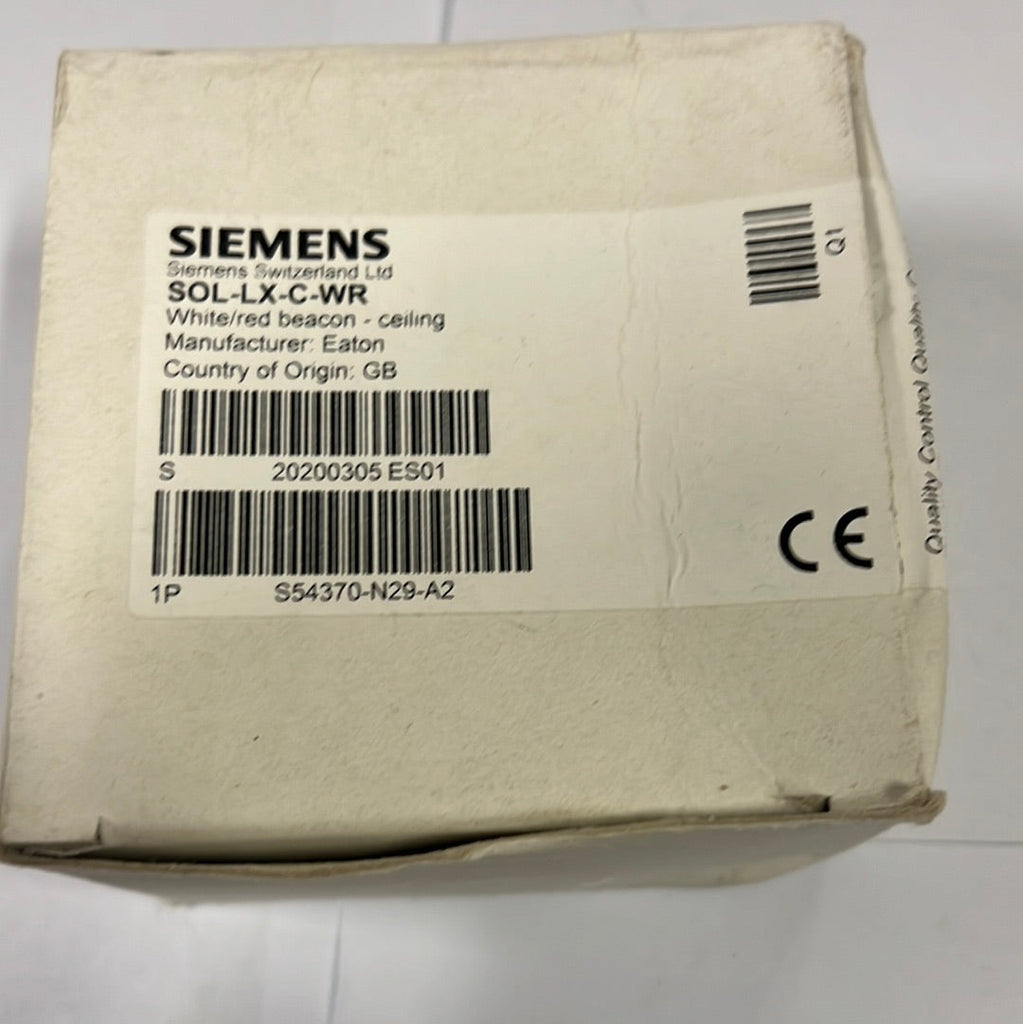 SIEMENS
Siemens Switzerland Ltd
SOL-LX-C-WR
White/red beacon - ceiling
Manufacturer: Eaton
Country of Origin: GB
S 20200305 ES01
1P S54370-N29-A2
Q1
CE
Quality Control Quality